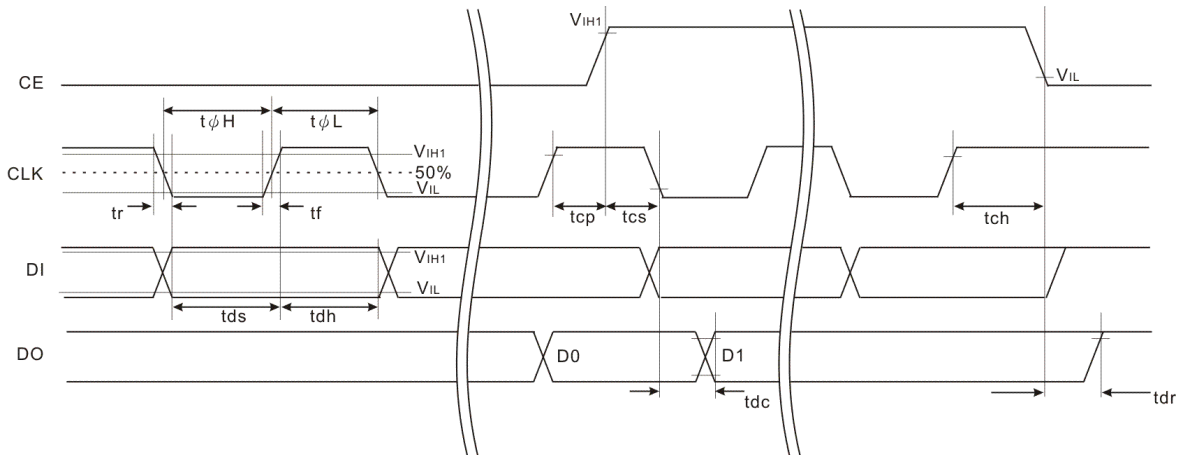 VIH1
CE
VIL
tφH
tφL
VIH1
CLK
50%
VIL
tr
tf
tcp
tcs
tch
VIH1
DI
VIL
tds
tdh
DO
D0
D1
tdc
tdr